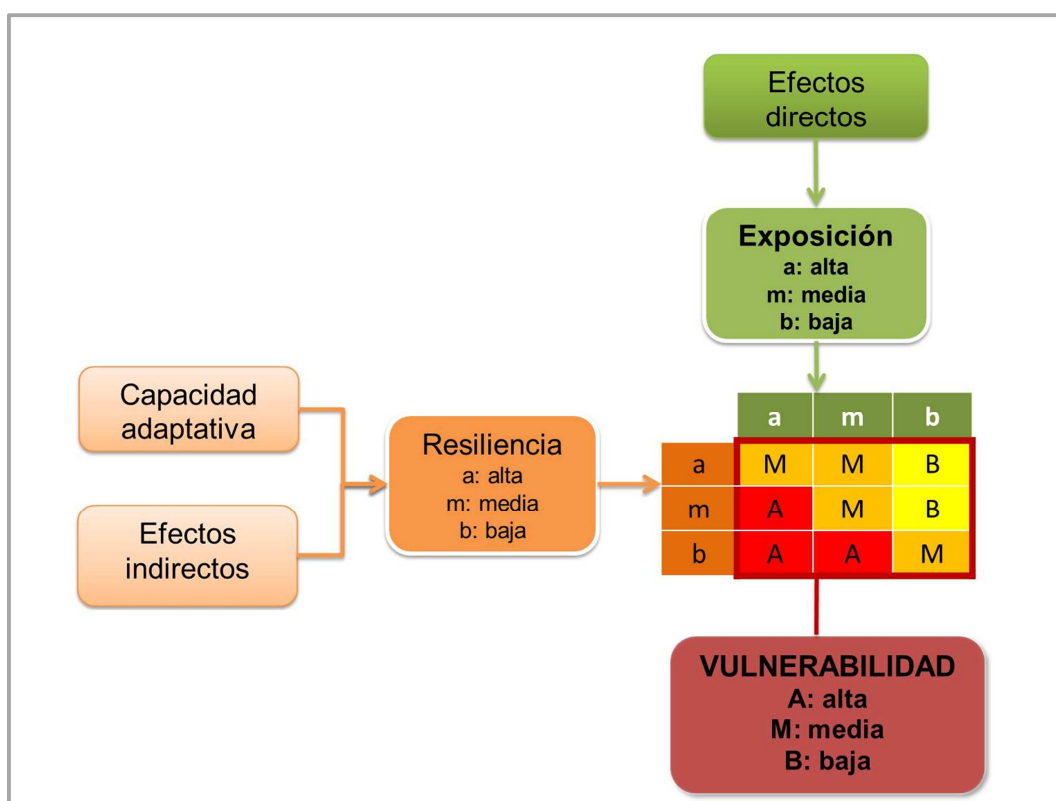 Efectos
directos
Exposición
a: alta
m: media
b: baja
Capacidad
adaptativa
Efectos
indirectos
Resiliencia
a: alta
m: media
b: baja
a m b
a M M B
m A M B
b A A M
VULNERABILIDAD
A: alta
M: media
B: baja